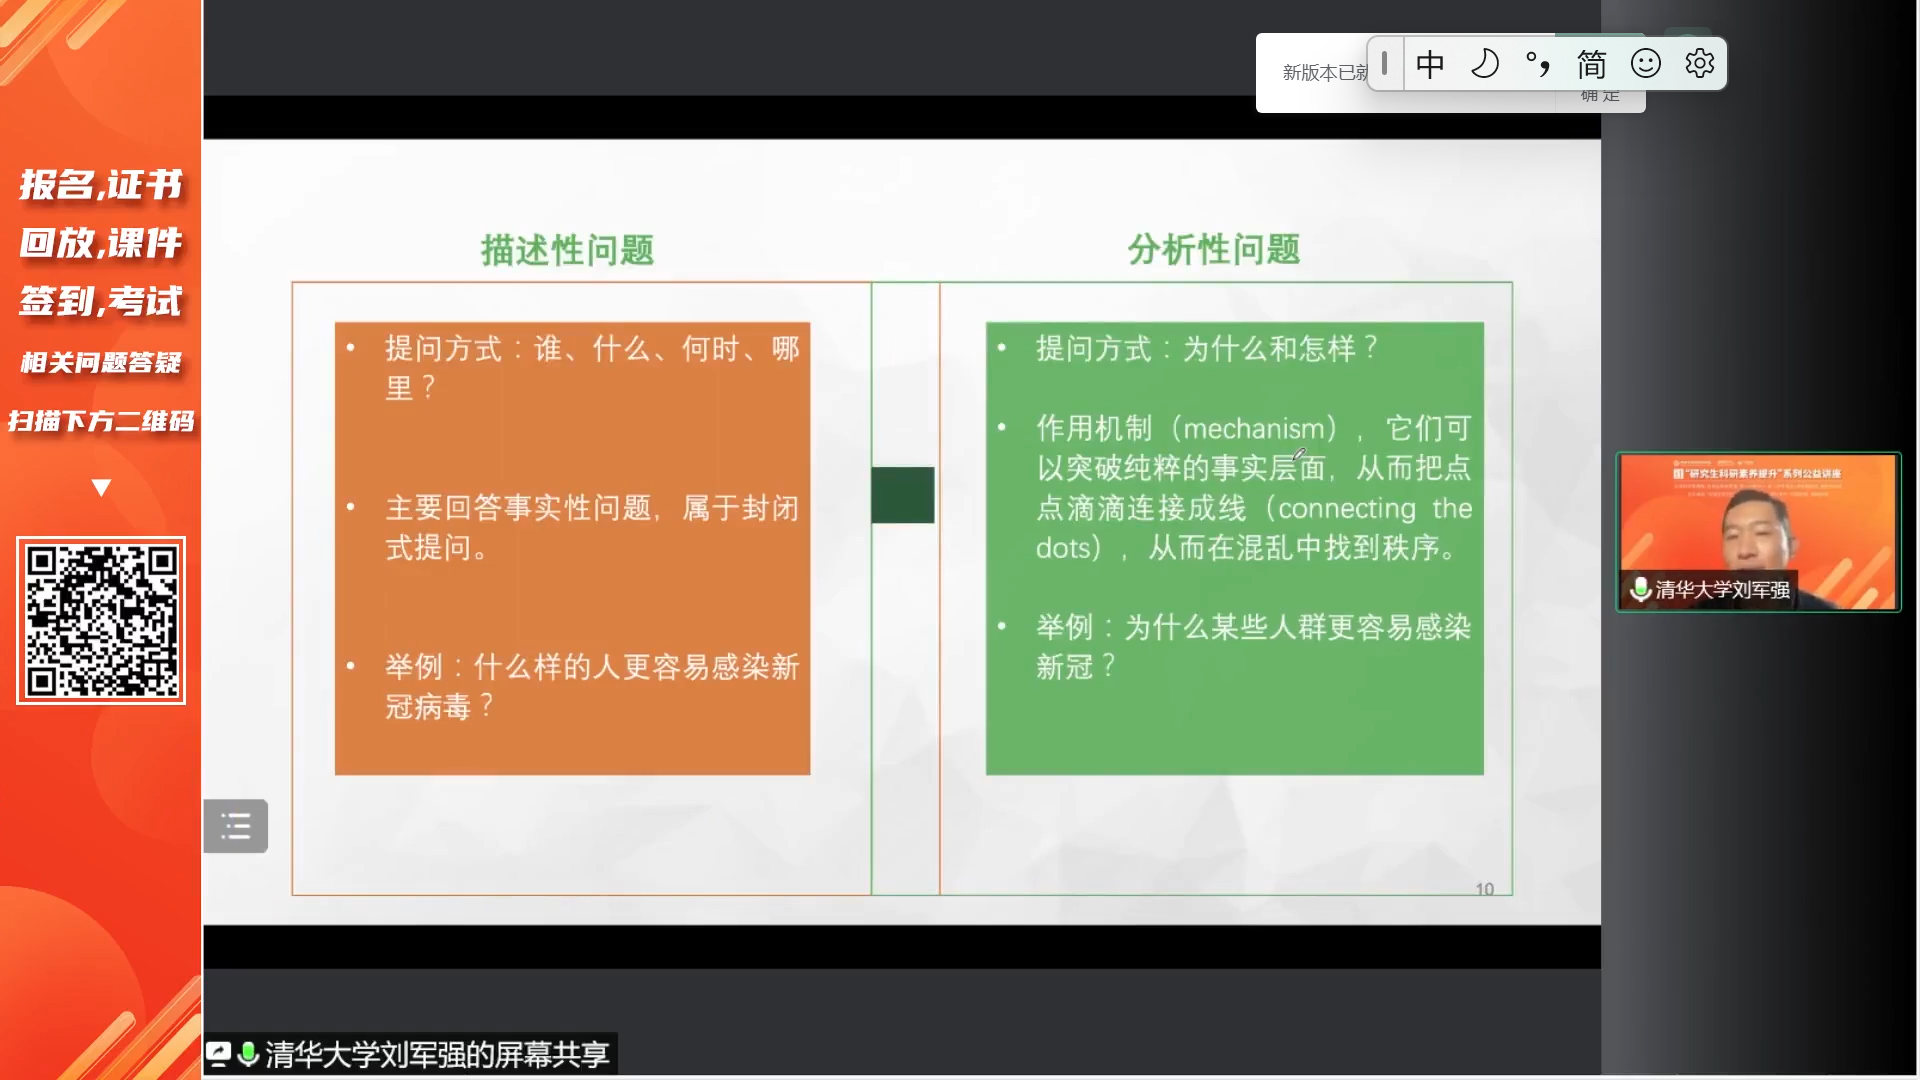 报名,证书
回放,课件
签到,考试
相关问题答疑
扫描下方二维码
新版本已就
中 简
确定
描述性问题
分析性问题
• 提问方式：谁、什么、何时、哪
里？
• 主要回答事实性问题，属于封闭
式提问。
• 举例：什么样的人更容易感染新
冠病毒？
• 提问方式：为什么和怎样？
• 作用机制（mechanism），它们可
以突破纯粹的事实层面，从而把点
点滴滴连接成线（connecting the
dots），从而在混乱中找到秩序。
• 举例：为什么某些人群更容易感染
新冠？
10
“研究生科研素养提升”系列公益讲座
清华大学刘军强
清华大学刘军强的屏幕共享